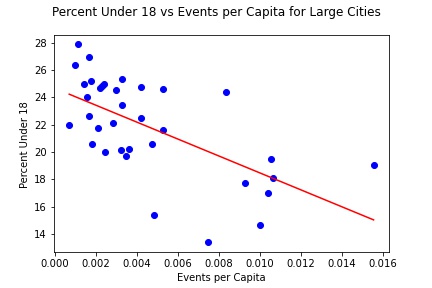 Percent Under 18 vs Events per Capita for Large Cities
28
26
24
22
20
18
16
14
Percent Under 18
0.000 0.002 0.004 0.006 0.008 0.010 0.012 0.014 0.016
Events per Capita